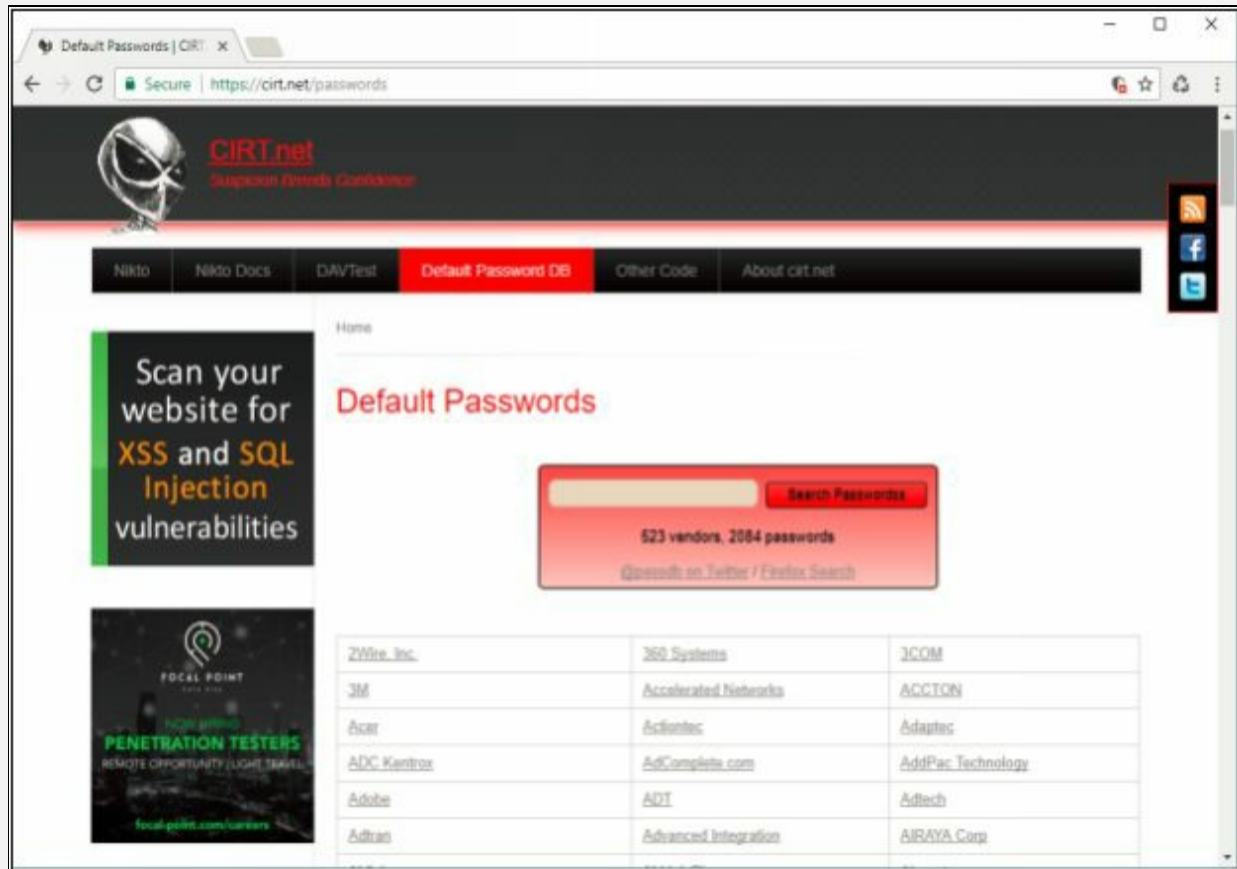 Default Passwords | CIRT
Secure | https://cirt.net/passwords
CIRT.net
Suspicion Breeds Confidence
Nikto
Nikto Docs
DAVTest
Default Password DB
Other Code
About cirt.net
Home
Scan your
website for
XSS and SQL
Injection
vulnerabilities
Default Passwords
Search Passwordss
523 vendors, 2084 passwords
@passdb on Twitter / Firefox Search
FOCAL POINT
DATA RISK
NOW HIRING
PENETRATION TESTERS
REMOTE OPPORTUNITY | LIGHT TRAVEL
focal-point.com/careers
2Wire, Inc. 360 Systems 3COM
3M Accelerated Networks ACCTON
Acer Actiontec Adaptec
ADC Kentrox AdComplete.com AddPac Technology
Adobe ADT Adtech
Adtran Advanced Integration AIRAYA Corp